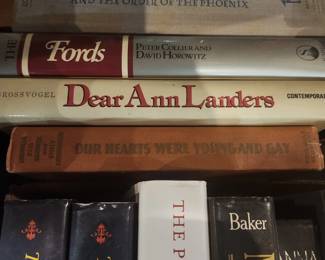 AND THE ORDER OF THE PHOENIX
THE
Fords
PETER COLLIER AND
DAVID HOROWITZ
GROSSVOGEL
Dear Ann Landers
CONTEMPORA
OUR HEARTS WERE YOUNG AND GAY
THE P
Baker